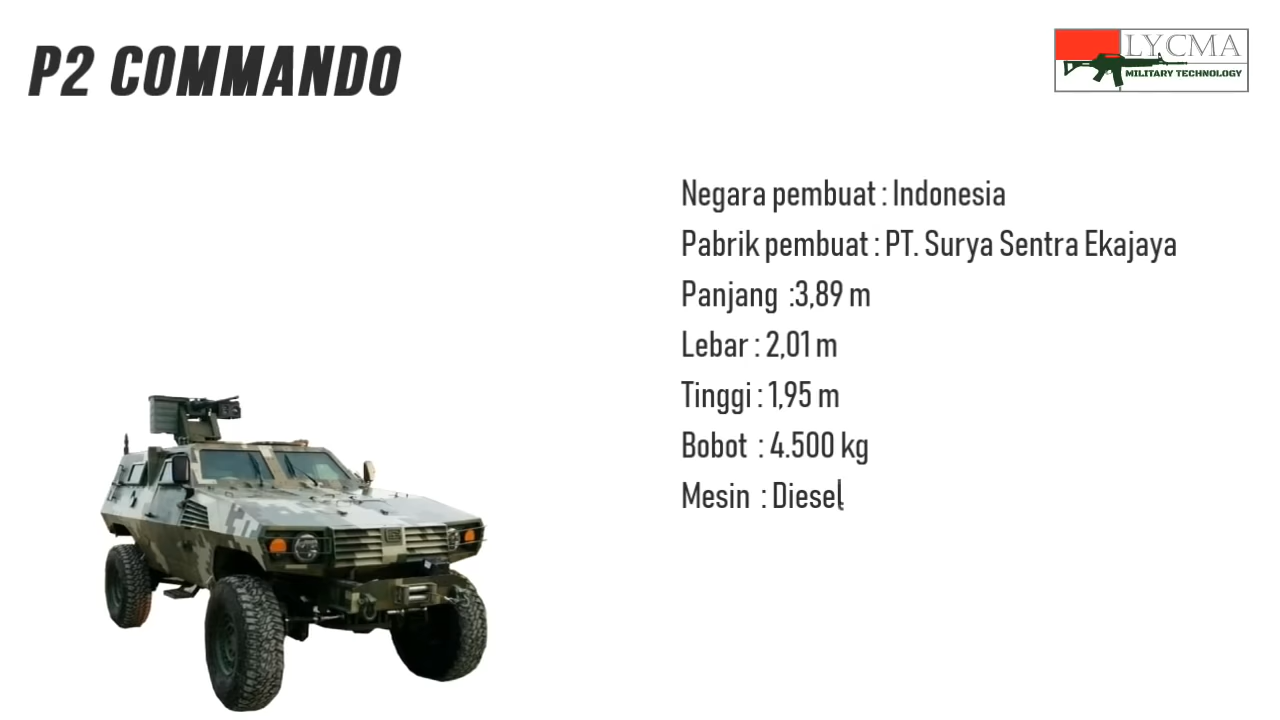 P2 COMMANDO
LYCMA
MILITARY TECHNOLOGY
Negara pembuat : Indonesia
Pabrik pembuat : PT. Surya Sentra Ekajaya
Panjang :3,89 m
Lebar : 2,01 m
Tinggi : 1,95 m
Bobot : 4.500 kg
Mesin : Diesel